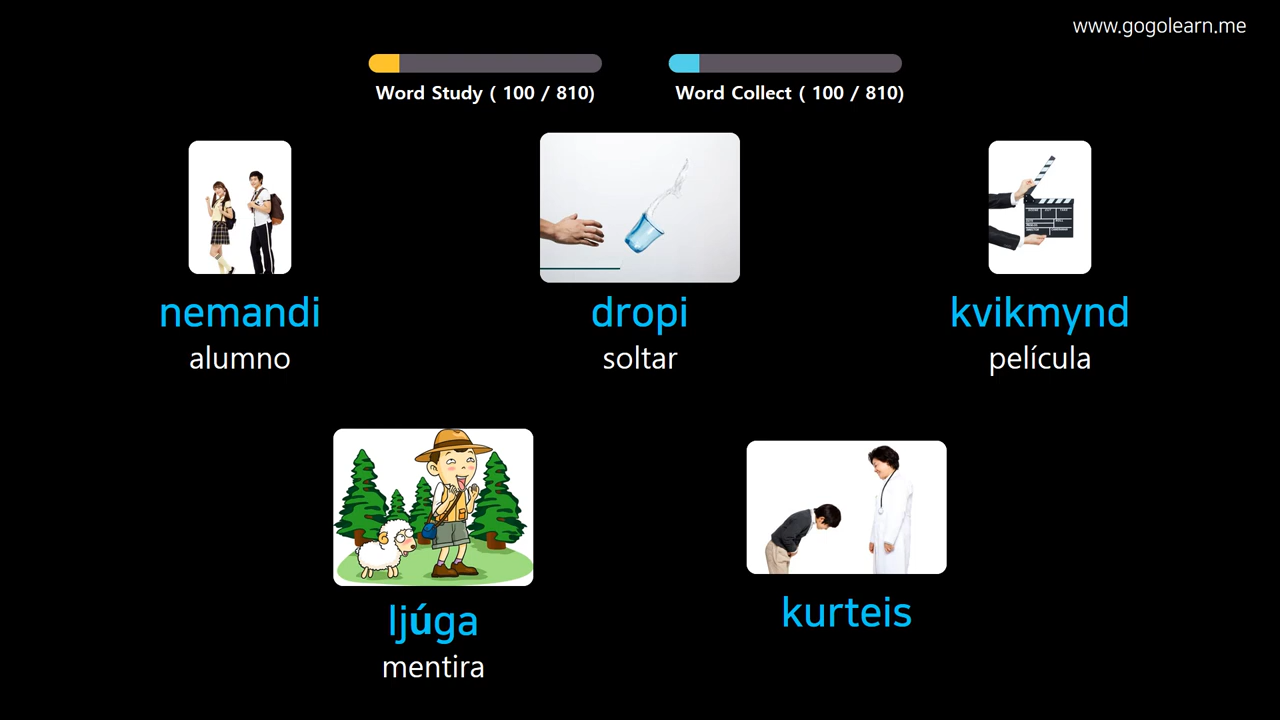 www.gogolearn.me
Word Study ( 100 / 810)
Word Collect ( 100 / 810)
nemandi
alumno
dropi
soltar
kvikmynd
película
ljúga
mentira
kurteis